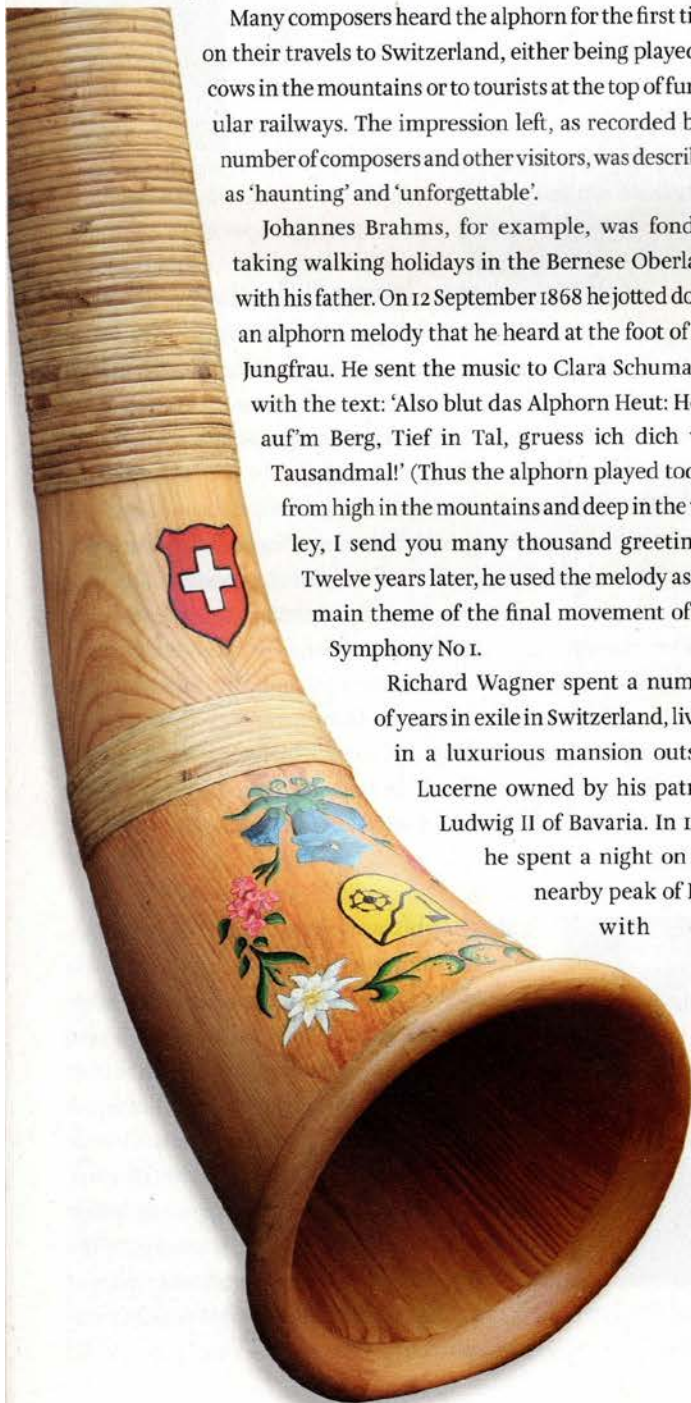 Many composers heard the alphorn for the first ti
on their travels to Switzerland, either being played
cows in the mountains or to tourists at the top of fun
ular railways. The impression left, as recorded b
number of composers and other visitors, was descri
as 'haunting' and 'unforgettable'.
Johannes Brahms, for example, was fond
taking walking holidays in the Bernese Oberla
with his father. On 12 September 1868 he jotted do
an alphorn melody that he heard at the foot of
Jungfrau. He sent the music to Clara Schuma
with the text: 'Also blut das Alphorn Heut: H
auf'm Berg, Tief in Tal, gruess ich dich
Tausandmal!' (Thus the alphorn played to
from high in the mountains and deep in the
ley, I send you many thousand greetin
Twelve years later, he used the melody as
main theme of the final movement of
Symphony No 1.
Richard Wagner spent a num
of years in exile in Switzerland, liv
in a luxurious mansion outs
Lucerne owned by his patr
Ludwig II of Bavaria. In 1
he spent a night on
nearby peak of
with